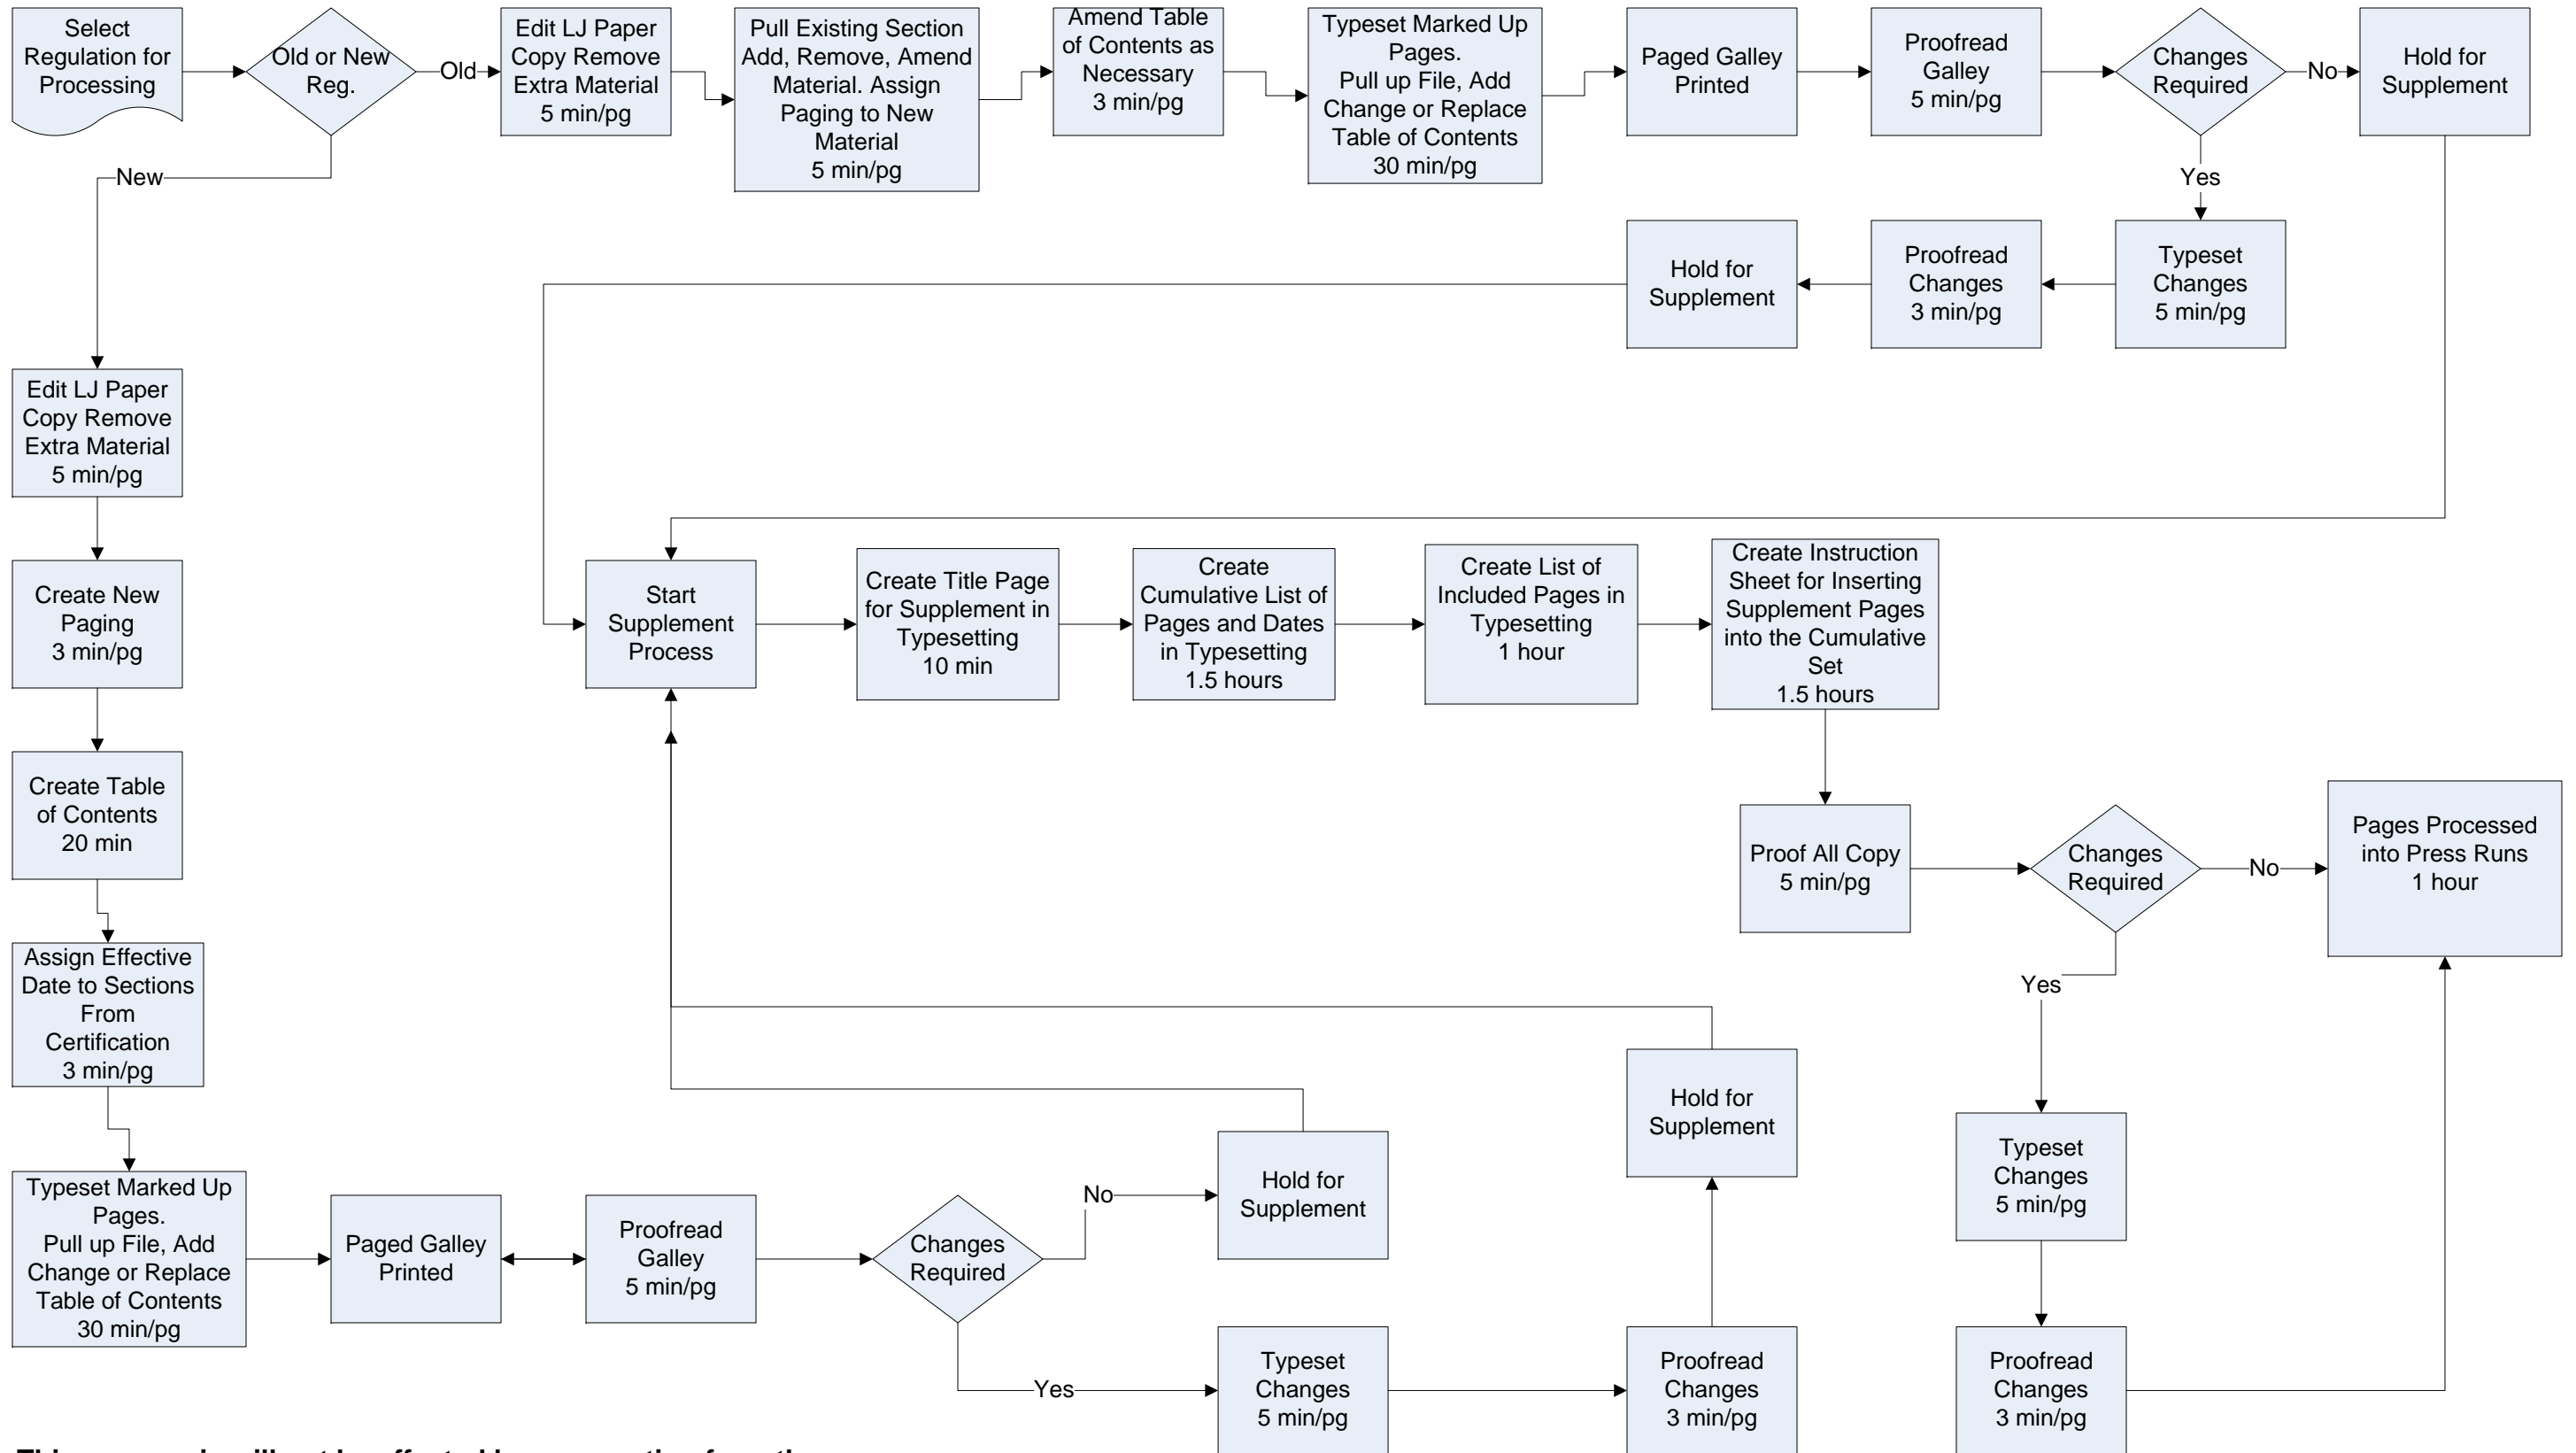 Select
Regulation for
Processing
Old or New
Reg.
Old
Edit LJ Paper
Copy Remove
Extra Material
5 min/pg
Pull Existing Section
Add, Remove, Amend
Material. Assign
Paging to New
Material
5 min/pg
Amend Table
of Contents as
Necessary
3 min/pg
Typeset Marked Up
Pages.
Pull up File, Add
Change or Replace
Table of Contents
30 min/pg
Paged Galley
Printed
Proofread
Galley
5 min/pg
Changes
Required
No
Hold for
Supplement
New
Yes
Hold for
Supplement
Proofread
Changes
3 min/pg
Typeset
Changes
5 min/pg
Edit LJ Paper
Copy Remove
Extra Material
5 min/pg
Create New
Paging
3 min/pg
Start
Supplement
Process
Create Title Page
for Supplement in
Typesetting
10 min
Create
Cumulative List of
Pages and Dates
in Typesetting
1.5 hours
Create List of
Included Pages in
Typesetting
1 hour
Create Instruction
Sheet for Inserting
Supplement Pages
into the Cumulative
Set
1.5 hours
Create Table
of Contents
20 min
Proof All Copy
5 min/pg
Changes
Required
No
Pages Processed
into Press Runs
1 hour
Yes
Assign Effective
Date to Sections
From
Certification
3 min/pg
Hold for
Supplement
Typeset
Changes
5 min/pg
Typeset Marked Up
Pages.
Pull up File, Add
Change or Replace
Table of Contents
30 min/pg
Paged Galley
Printed
Proofread
Galley
5 min/pg
Changes
Required
No
Hold for
Supplement
Yes
Typeset
Changes
5 min/pg
Proofread
Changes
3 min/pg
Proofread
Changes
3 min/pg